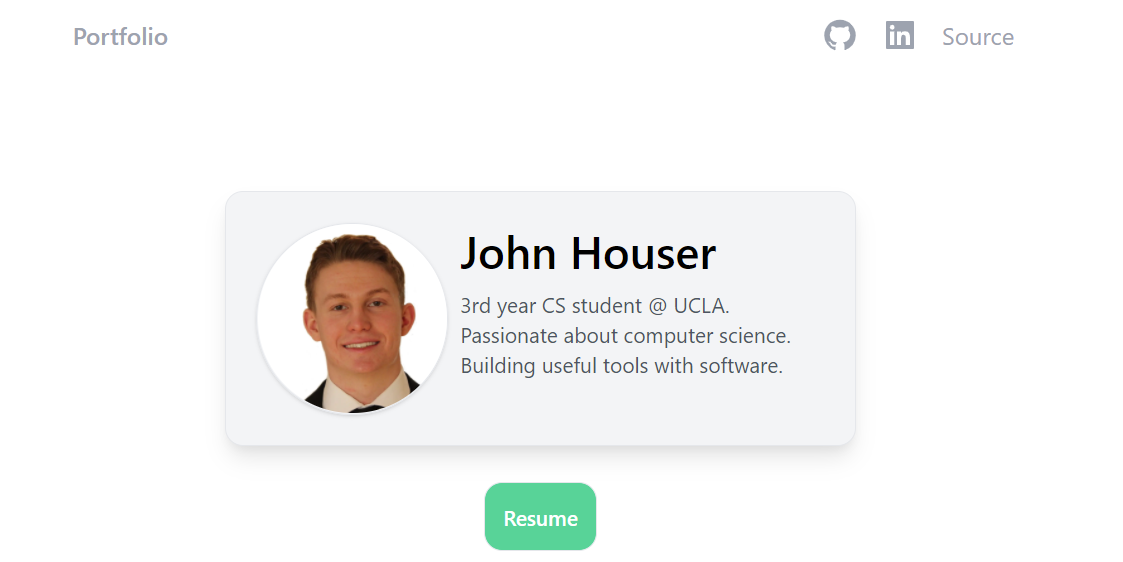 Portfolio
in Source
John Houser
3rd year CS student @ UCLA.
Passionate about computer science.
Building useful tools with software.
Resume